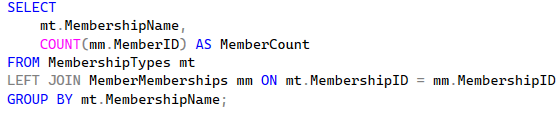 SELECT
    mt.MembershipName,
    COUNT(mm.MemberID) AS MemberCount
FROM MembershipTypes mt
LEFT JOIN MemberMemberships mm ON mt.MembershipID = mm.MembershipID
GROUP BY mt.MembershipName;